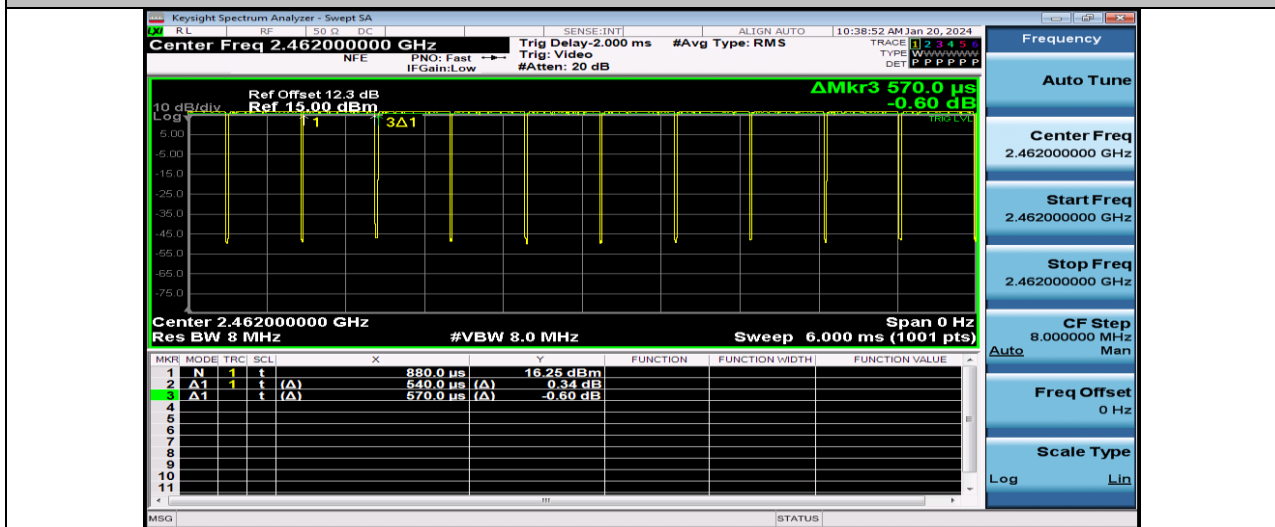 Keysight Spectrum Analyzer - Swept SA
LXI RL RF 50 Ω DC SENSE:INT ALIGN AUTO 10:38:52 AM Jan 20, 2024
Center Freq 2.462000000 GHz
NFE PNO: Fast IFGain:Low
Trig Delay-2.000 ms #Avg Type: RMS
Trig: Video
#Atten: 20 dB
TRACE 1 2 3 4 5 6
TYPE WWWWWW
DET P P P P P P
Frequency
ΔMkr3 570.0 µs
-0.60 dB
Ref Offset 12.3 dB
10 dB/div Ref 15.00 dBm
Log
1
3Δ1
TRIG LVL
5.00
-5.00
-15.0
-25.0
-35.0
-45.0
-55.0
-65.0
-75.0
Center 2.462000000 GHz Span 0 Hz
Res BW 8 MHz #VBW 8.0 MHz Sweep 6.000 ms (1001 pts)
MKR MODE TRC SCL X Y FUNCTION FUNCTION WIDTH FUNCTION VALUE
1 N 1 t 880.0 µs 16.25 dBm
2 Δ1 1 t (Δ) 540.0 µs (Δ) 0.34 dB
3 Δ1 t (Δ) 570.0 µs (Δ) -0.60 dB
4
5
6
7
8
9
10
11
MSG STATUS
Auto Tune
Center Freq
2.462000000 GHz
Start Freq
2.462000000 GHz
Stop Freq
2.462000000 GHz
CF Step
8.000000 MHz
Auto Man
Freq Offset
0 Hz
Scale Type
Log Lin